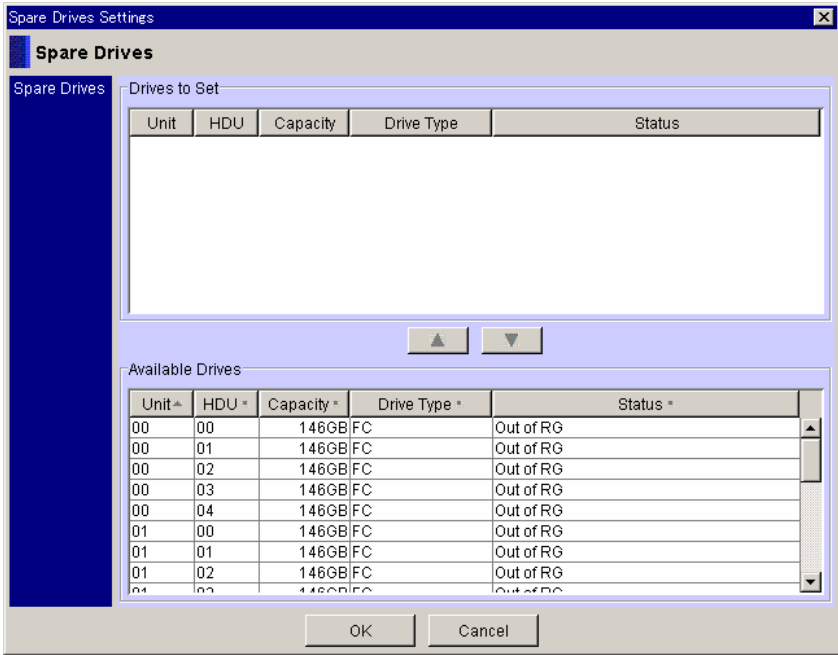 Spare Drives Settings
Spare Drives
Spare Drives
Drives to Set
Unit HDU Capacity Drive Type Status
Available Drives
Unit HDU Capacity Drive Type Status
00 00 146GB FC Out of RG
00 01 146GB FC Out of RG
00 02 146GB FC Out of RG
00 03 146GB FC Out of RG
00 04 146GB FC Out of RG
01 00 146GB FC Out of RG
01 01 146GB FC Out of RG
01 02 146GB FC Out of RG
OK Cancel